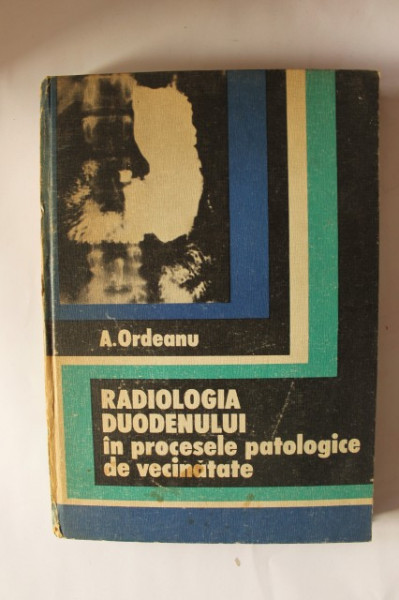 A.Ordeanu
RADIOLOGIA
DUODENULUI
în procesele patologice
de vecinătate